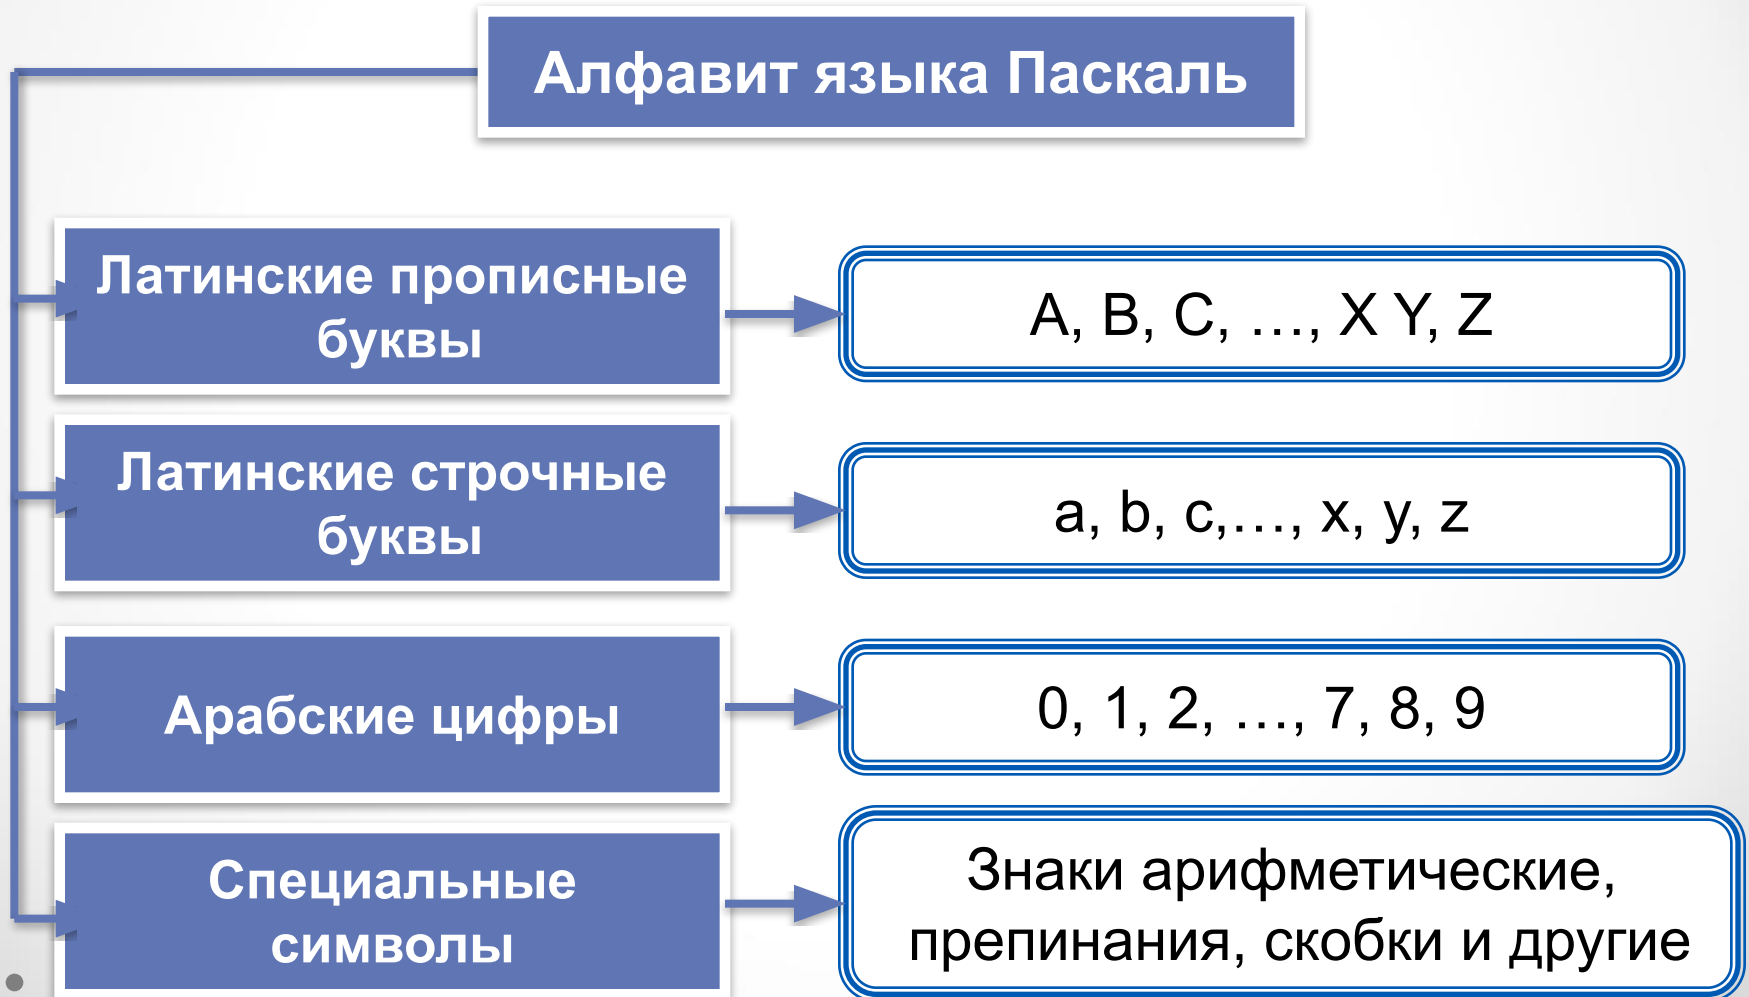 Алфавит языка Паскаль
Латинские прописные
буквы
A, B, C, …, X Y, Z
Латинские строчные
буквы
a, b, c,…, x, y, z
Арабские цифры
0, 1, 2, …, 7, 8, 9
Специальные
символы
Знаки арифметические,
препинания, скобки и другие